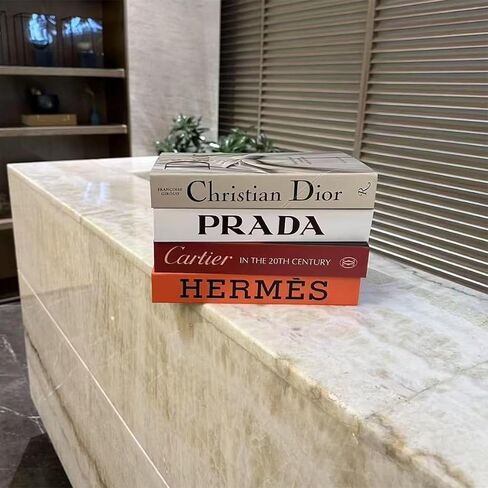 FRANÇOISE
GIROUD
Christian Dior
R
PRADA
Cartier IN THE 20TH CENTURY
HERMÈS